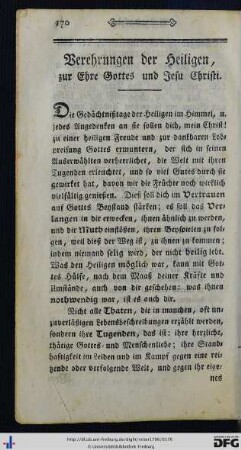 170
Verehrungen der Heiligen,
zur Ehre Gottes und Jesu Christi.
Die Gedächtnißtage der Heiligen im Himmel, u.
jedes Angedenken an sie sollen dich, mein Christ!
zu einer heiligen Freude und zur dankbaren Lob-
preisung Gottes ermuntern, der sich in seinen
Auserwählten verherrlichet, die Welt mit ihren
Tugenden erleuchtet, und so viel Gutes durch sie
gewirket hat, davon wir die Früchte noch wirklich
vielfältig genießen. Dieß soll dich im Vertrauen
auf Gottes Beystand stärken; es soll das Ver-
langen in dir erwecken, ihnen ähnlich zu werden,
und dir Muth einflößen, ihren Beyspielen zu fol-
gen, weil dieß der Weg ist, zu ihnen zu kommen;
indem niemand selig wird, der nicht heilig lebt.
Was den Heiligen möglich war, kann mit Got-
tes Hülfe, nach dem Maaß deiner Kräfte und
Umstände, auch von dir geschehen: was ihnen
nothwendig war, ist es auch dir.
Nicht alle Thaten, die in manchen, oft un-
zuverläßigen Lebensbeschreibungen erzählt werden,
sondern ihre Tugenden, das ist: ihre herzliche,
thätige Gottes- und Menschenliebe; ihre Stand-
haftigkeit im Leiden und im Kampf gegen eine rei-
zende oder verfolgende Welt, und gegen ihr eige-
nes
© Universitätsbibliothek Freiburg
gefördert durch
DFG